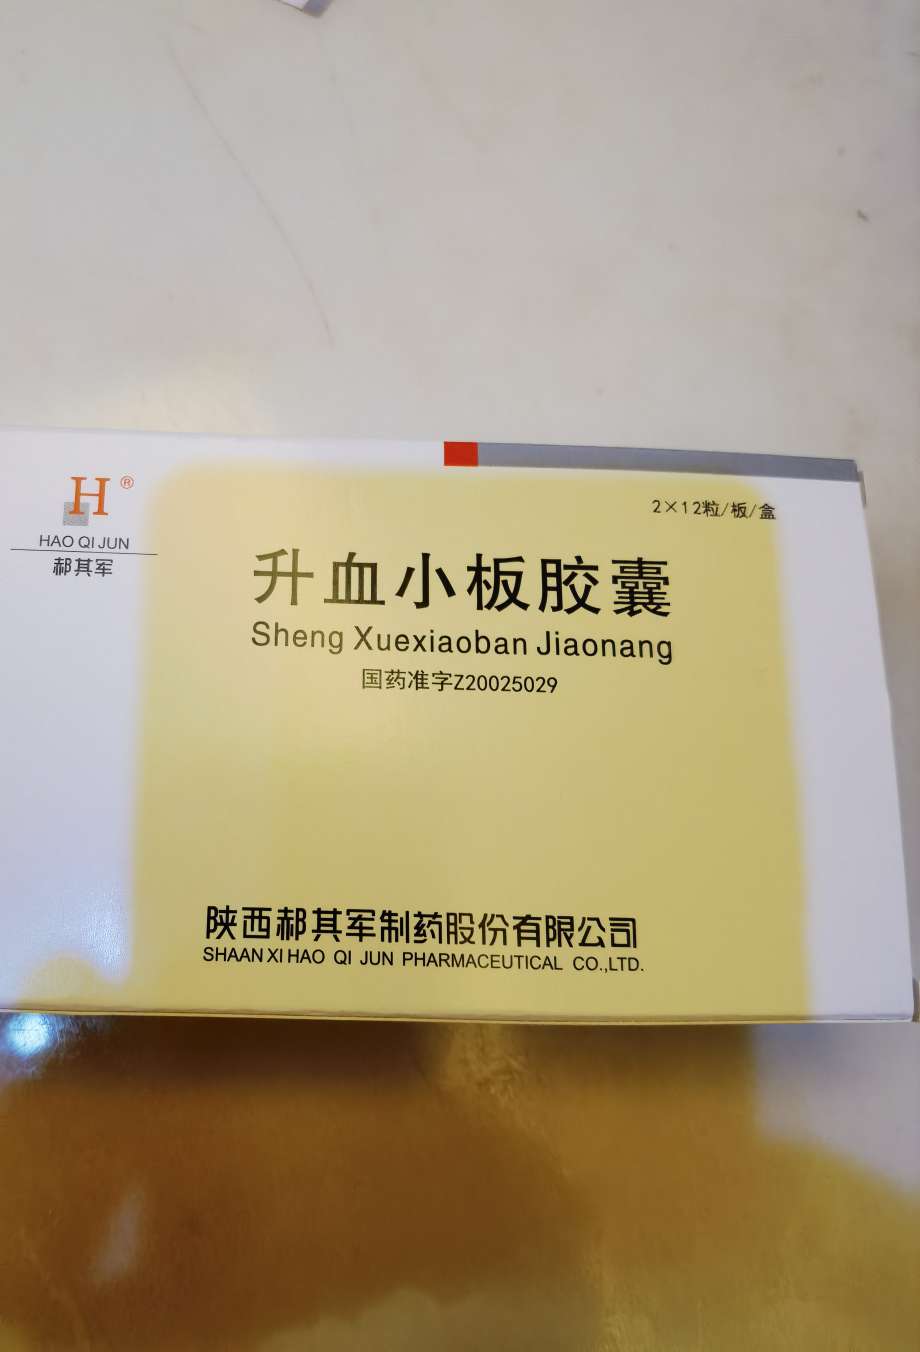 H®
HAO QI JUN
郝其军
2×12粒/板/盒
升血小板胶囊
Sheng Xuexiaoban Jiaonang
国药准字Z20025029
陕西郝其军制药股份有限公司
SHAAN XI HAO QI JUN PHARMACEUTICAL CO.,LTD.